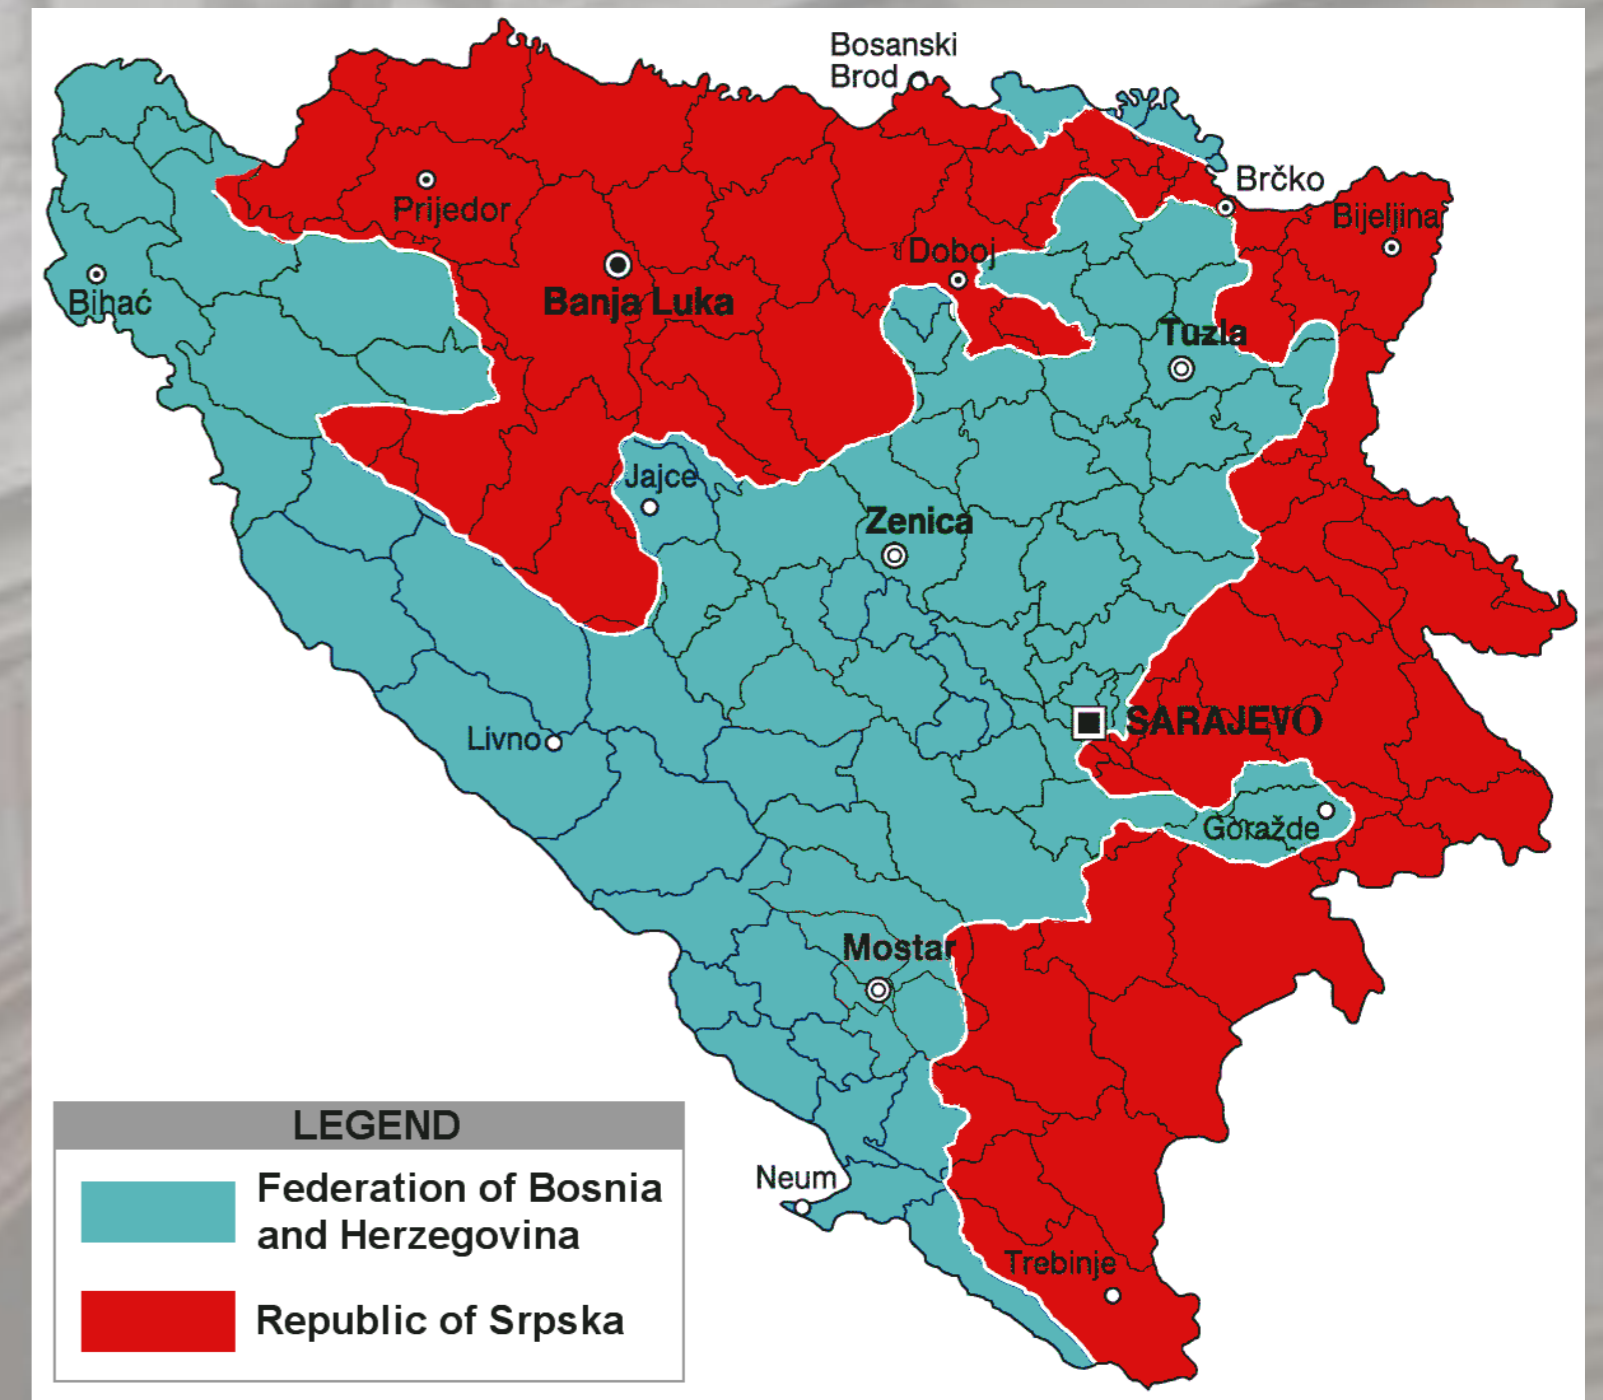 Bosanski
Brod
Brčko
Prijedor
Bijeljina
Doboj
Bihać
Banja Luka
Tuzla
Jajce
Zenica
SARAJEVO
Livno
Goražde
Mostar
Neum
Trebinje
LEGEND
Federation of Bosnia
and Herzegovina
Republic of Srpska